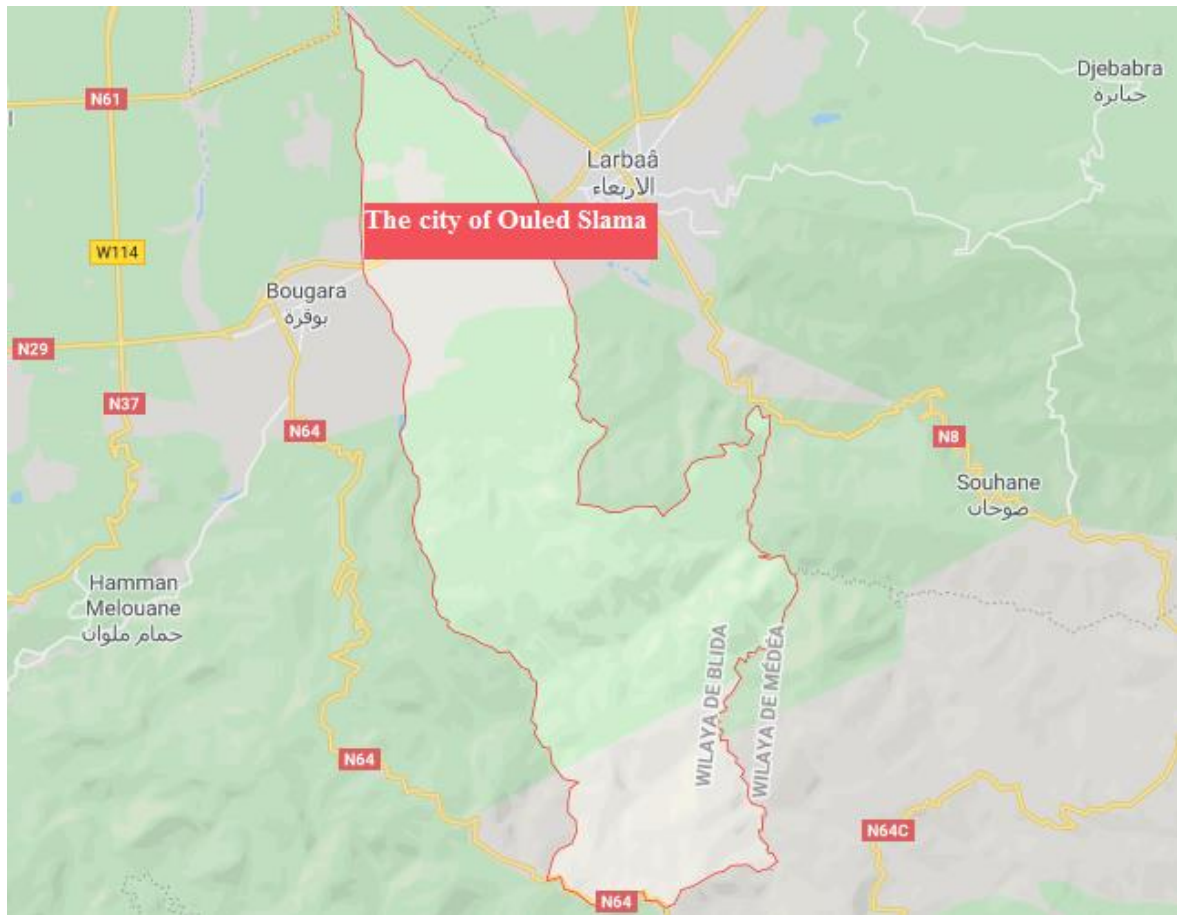 Djebabra
جبابرة
N61
Larbaâ
الاربعاء
The city of Ouled Slama
W114
Bougara
بوقرة
N29
N37
N64
N8
Souhane
صوحان
Hamman
Melouane
حمام ملوان
WILAYA DE BLIDA
WILAYA DE MÉDÉA
N64
N64C
N64